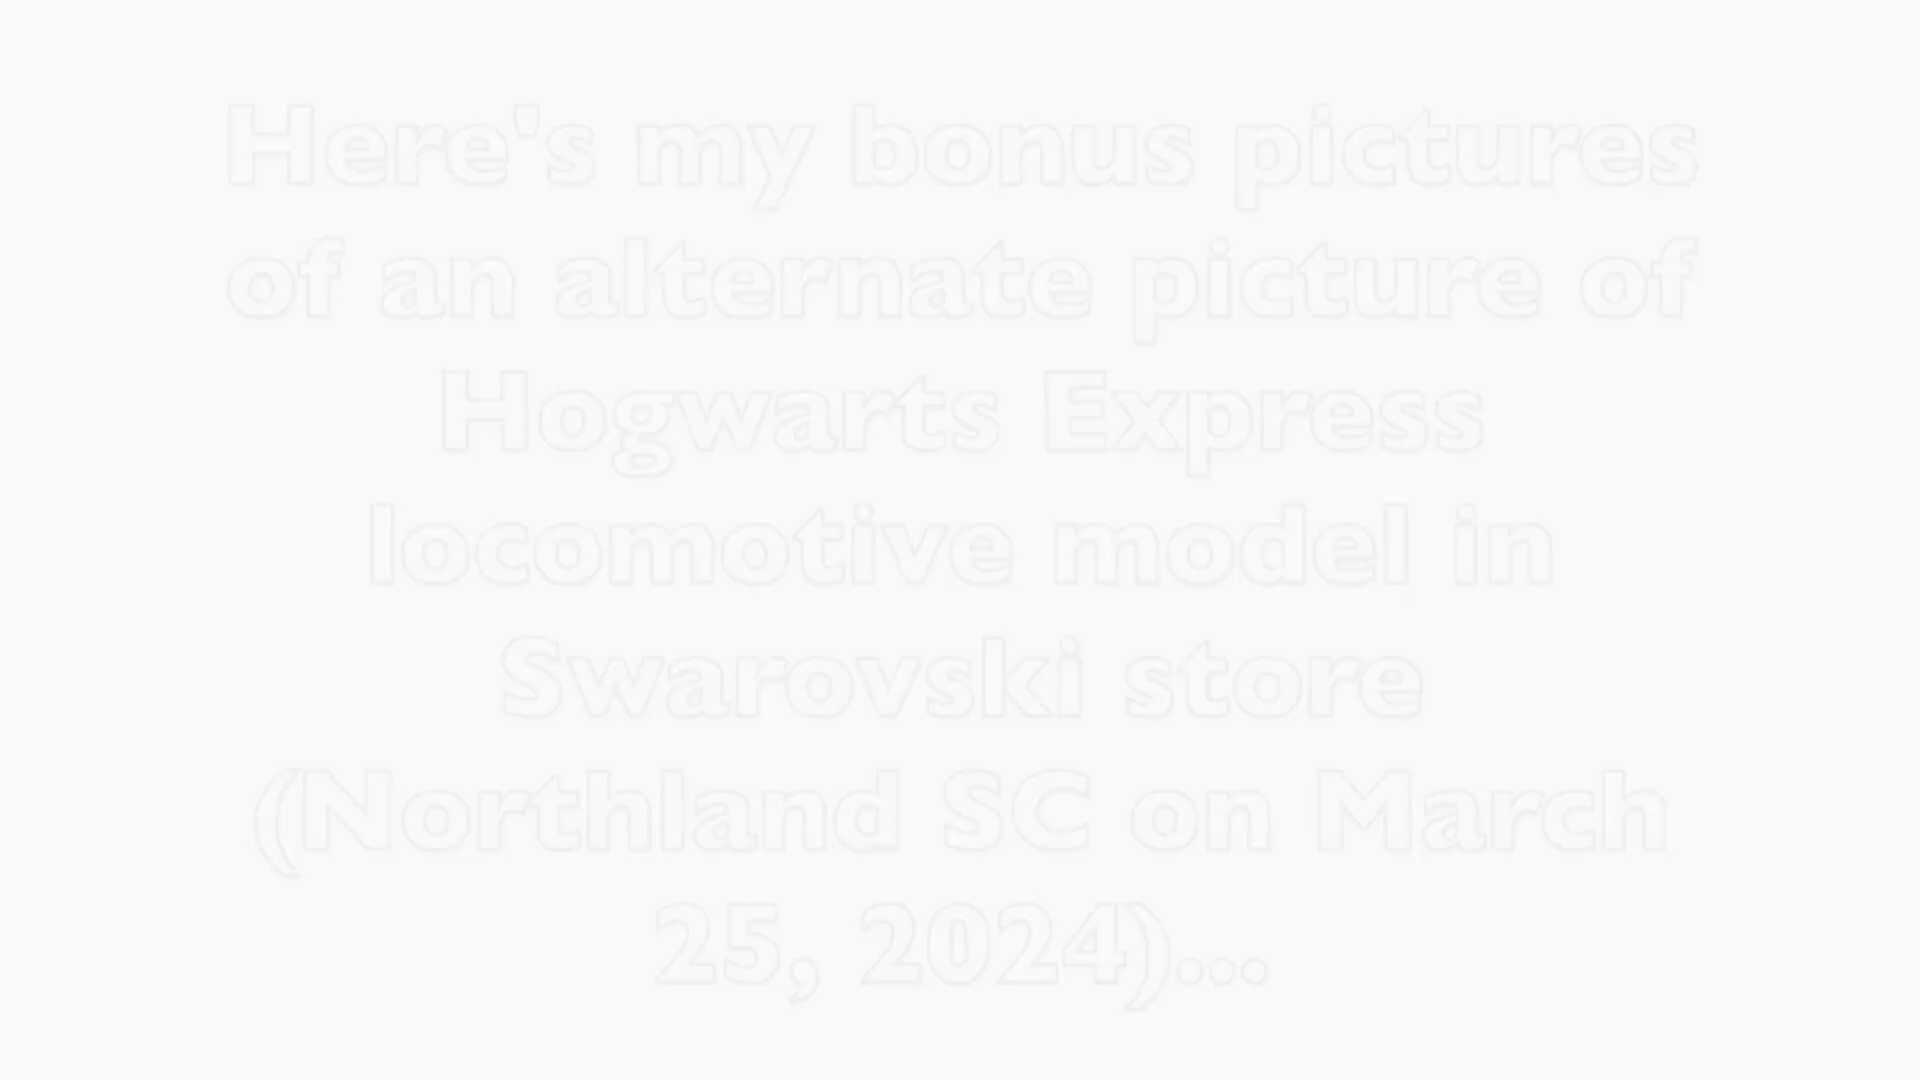 Here's my bonus pictures
of an alternate picture of
Hogwarts Express
locomotive model in
Swarovski store
(Northland SC on March
25, 2024)...